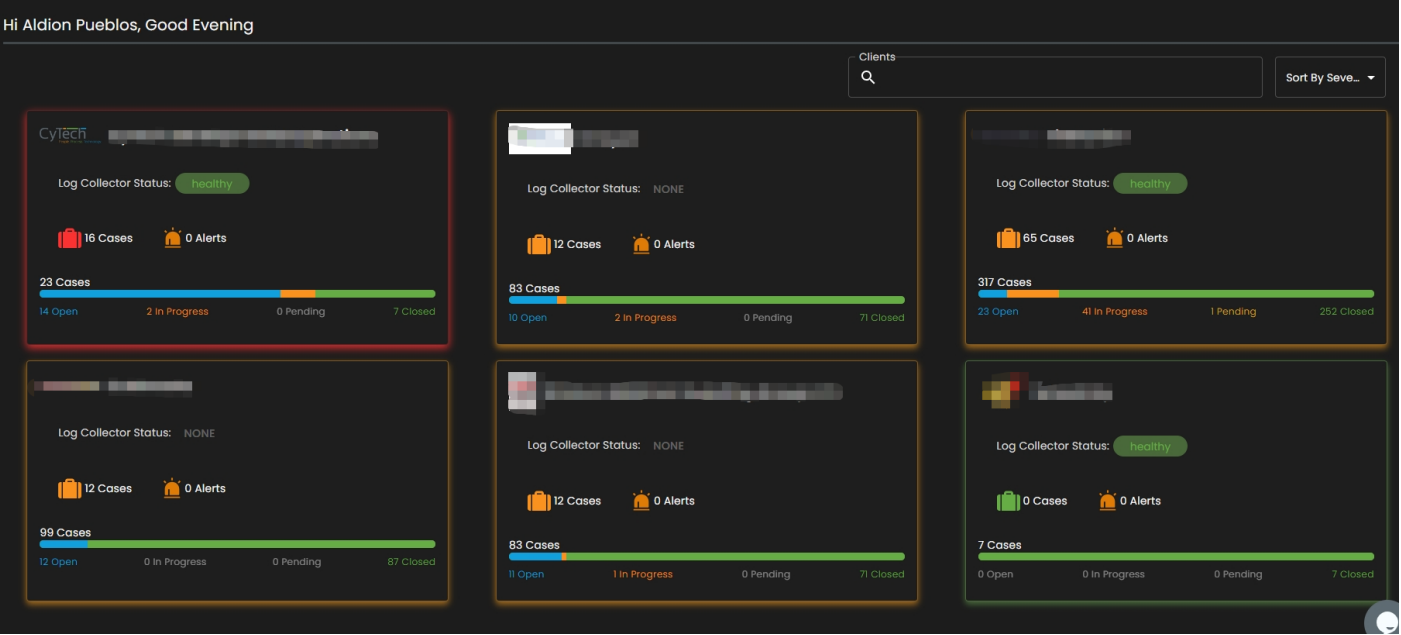 Hi Aldion Pueblos, Good Evening
Clients
Sort By Seve...
CyTech
Log Collector Status: healthy
16 Cases 0 Alerts
23 Cases
14 Open 2 In Progress 0 Pending 7 Closed
Log Collector Status: NONE
12 Cases 0 Alerts
83 Cases
10 Open 2 In Progress 0 Pending 71 Closed
Log Collector Status: healthy
65 Cases 0 Alerts
317 Cases
23 Open 41 In Progress 1 Pending 252 Closed
Log Collector Status: NONE
12 Cases 0 Alerts
99 Cases
12 Open 0 In Progress 0 Pending 87 Closed
Log Collector Status: NONE
12 Cases 0 Alerts
83 Cases
11 Open 1 In Progress 0 Pending 71 Closed
Log Collector Status: healthy
0 Cases 0 Alerts
7 Cases
0 Open 0 In Progress 0 Pending 7 Closed